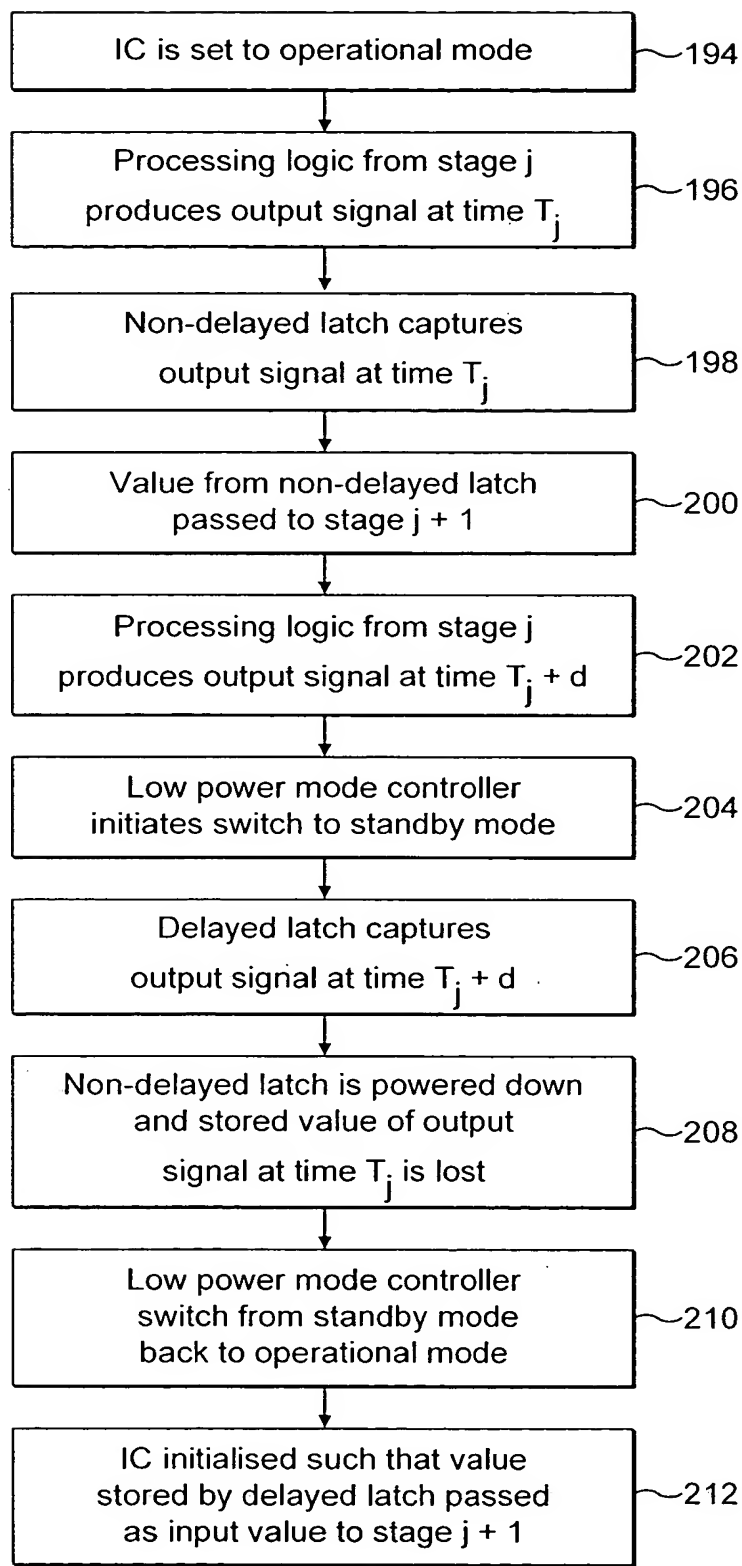 IC is set to operational mode
194
Processing logic from stage j
produces output signal at time Tj
196
Non-delayed latch captures
output signal at time Tj
198
Value from non-delayed latch
passed to stage j + 1
200
Processing logic from stage j
produces output signal at time Tj + d
202
Low power mode controller
initiates switch to standby mode
204
Delayed latch captures
output signal at time Tj + d
206
Non-delayed latch is powered down
and stored value of output
signal at time Tj is lost
208
Low power mode controller
switch from standby mode
back to operational mode
210
IC initialised such that value
stored by delayed latch passed
as input value to stage j + 1
212